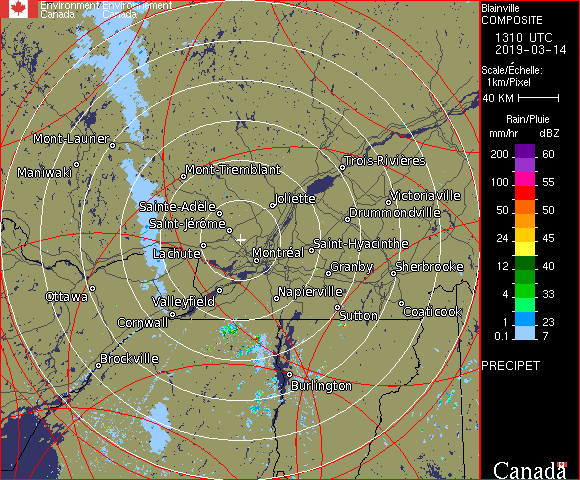 Environment Environnement
Canada Canada
Blainville
COMPOSITE
1310 UTC
2019-03-14
Scale/Échelle:
1km/Pixel
40 KM
Rain/Pluie
mm/hr dBZ
200 60
100 55
50 50
24 45
12 40
4 33
1 23
0.1 7
PRECIPET
Canada
Mont-Laurier
Maniwaki
Mont-Tremblant
Trois-Rivières
Joliette
Victoriaville
Sainte-Adèle
Drummondville
Saint-Jérôme
Saint-Hyacinthe
Lachute
Montréal
Granby
Sherbrooke
Ottawa
Valleyfield
Napierville
Cornwall
Sutton
Coaticook
Brockville
Burlington